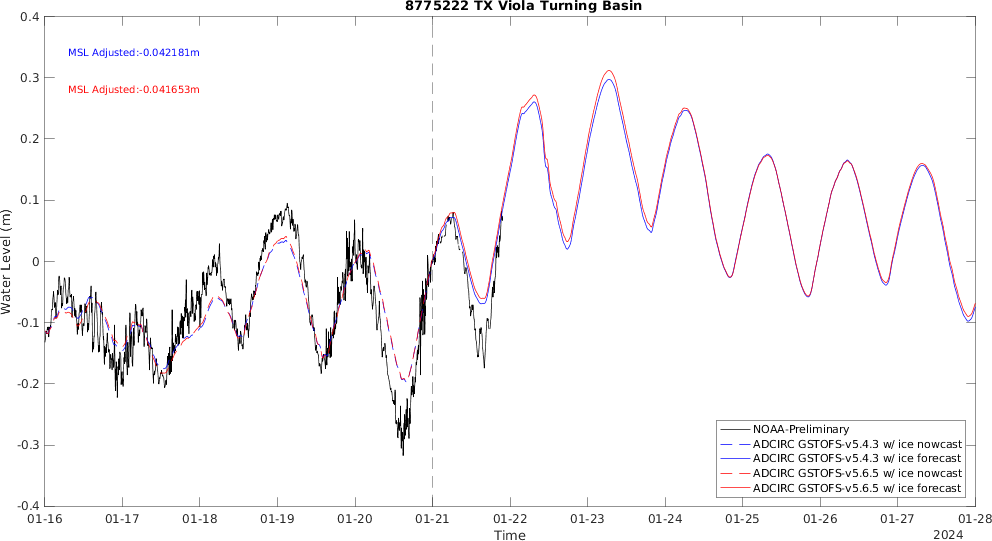 8775222 TX Viola Turning Basin
0.4
0.3
0.2
0.1
0
-0.1
-0.2
-0.3
-0.4
Water Level (m)
MSL Adjusted:-0.042181m
MSL Adjusted:-0.041653m
NOAA-Preliminary
ADCIRC GSTOFS-v5.4.3 w/ ice nowcast
ADCIRC GSTOFS-v5.4.3 w/ ice forecast
ADCIRC GSTOFS-v5.6.5 w/ ice nowcast
ADCIRC GSTOFS-v5.6.5 w/ ice forecast
01-16 01-17 01-18 01-19 01-20 01-21 01-22 01-23 01-24 01-25 01-26 01-27 01-28
Time
2024